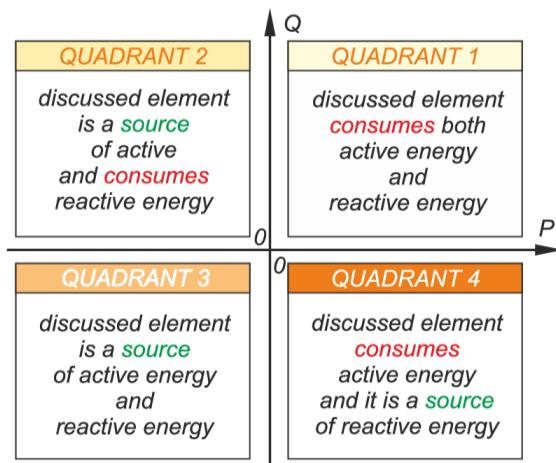 Q
QUADRANT 2
discussed element
is a source
of active
and consumes
reactive energy
QUADRANT 1
discussed element
consumes both
active energy
and
reactive energy
0
P
0
QUADRANT 3
discussed element
is a source
of active energy
and
reactive energy
QUADRANT 4
discussed element
consumes
active energy
and it is a source
of reactive energy